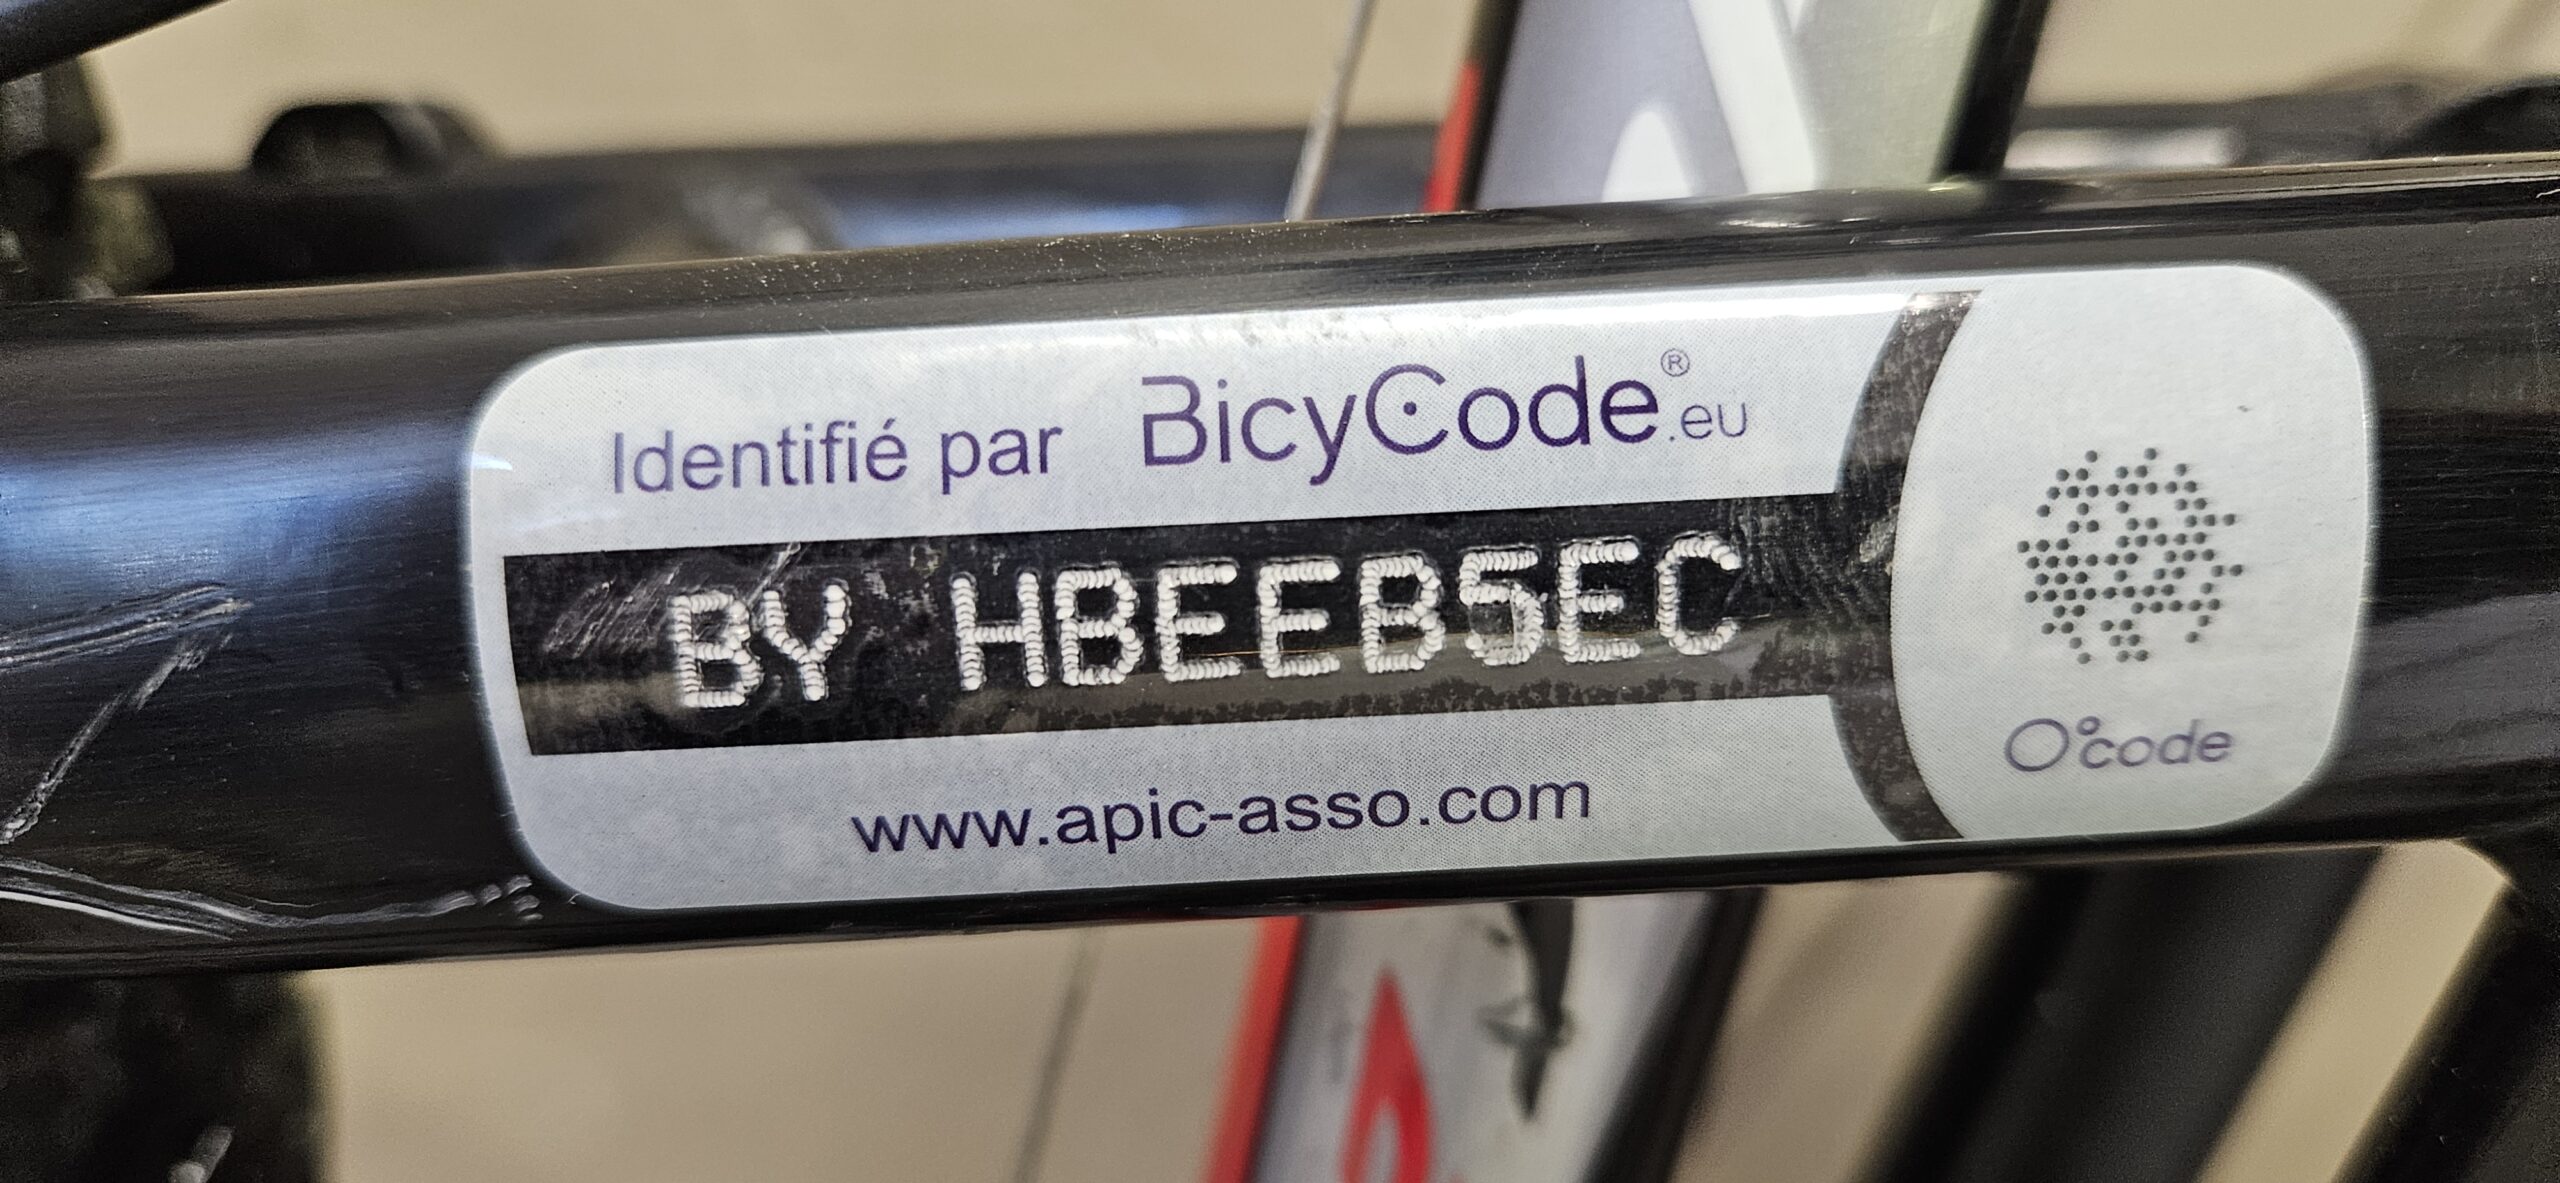 Identifié par BicyCode®.eu
BY HBEEB5EC
www.apic-asso.com
O°code